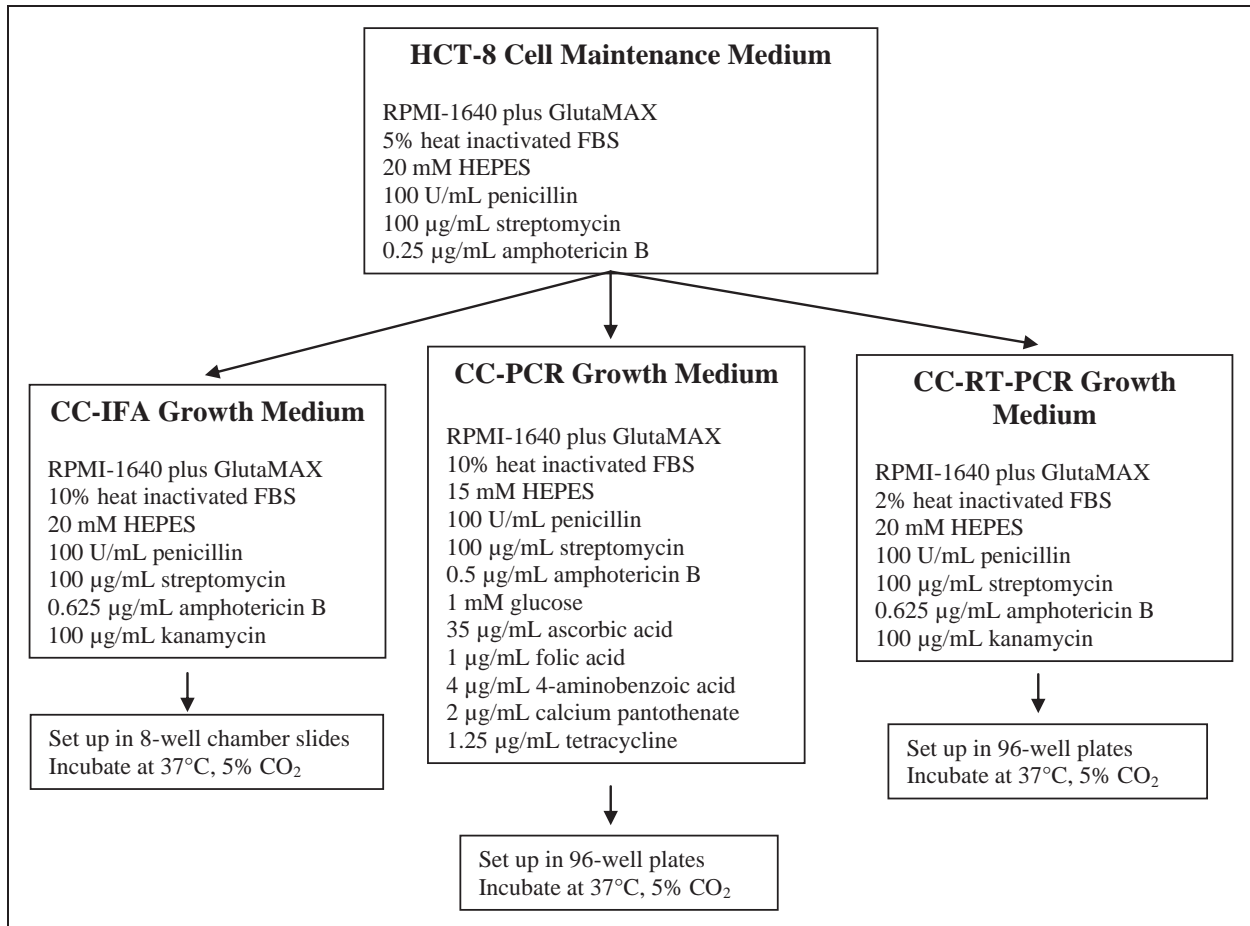 HCT-8 Cell Maintenance Medium
RPMI-1640 plus GlutaMAX
5% heat inactivated FBS
20 mM HEPES
100 U/mL penicillin
100 µg/mL streptomycin
0.25 µg/mL amphotericin B
CC-IFA Growth Medium
RPMI-1640 plus GlutaMAX
10% heat inactivated FBS
20 mM HEPES
100 U/mL penicillin
100 µg/mL streptomycin
0.625 µg/mL amphotericin B
100 µg/mL kanamycin
Set up in 8-well chamber slides
Incubate at 37°C, 5% CO₂
CC-PCR Growth Medium
RPMI-1640 plus GlutaMAX
10% heat inactivated FBS
15 mM HEPES
100 U/mL penicillin
100 µg/mL streptomycin
0.5 µg/mL amphotericin B
1 mM glucose
35 µg/mL ascorbic acid
1 µg/mL folic acid
4 µg/mL 4-aminobenzoic acid
2 µg/mL calcium pantothenate
1.25 µg/mL tetracycline
Set up in 96-well plates
Incubate at 37°C, 5% CO₂
CC-RT-PCR Growth
Medium
RPMI-1640 plus GlutaMAX
2% heat inactivated FBS
20 mM HEPES
100 U/mL penicillin
100 µg/mL streptomycin
0.625 µg/mL amphotericin B
100 µg/mL kanamycin
Set up in 96-well plates
Incubate at 37°C, 5% CO₂